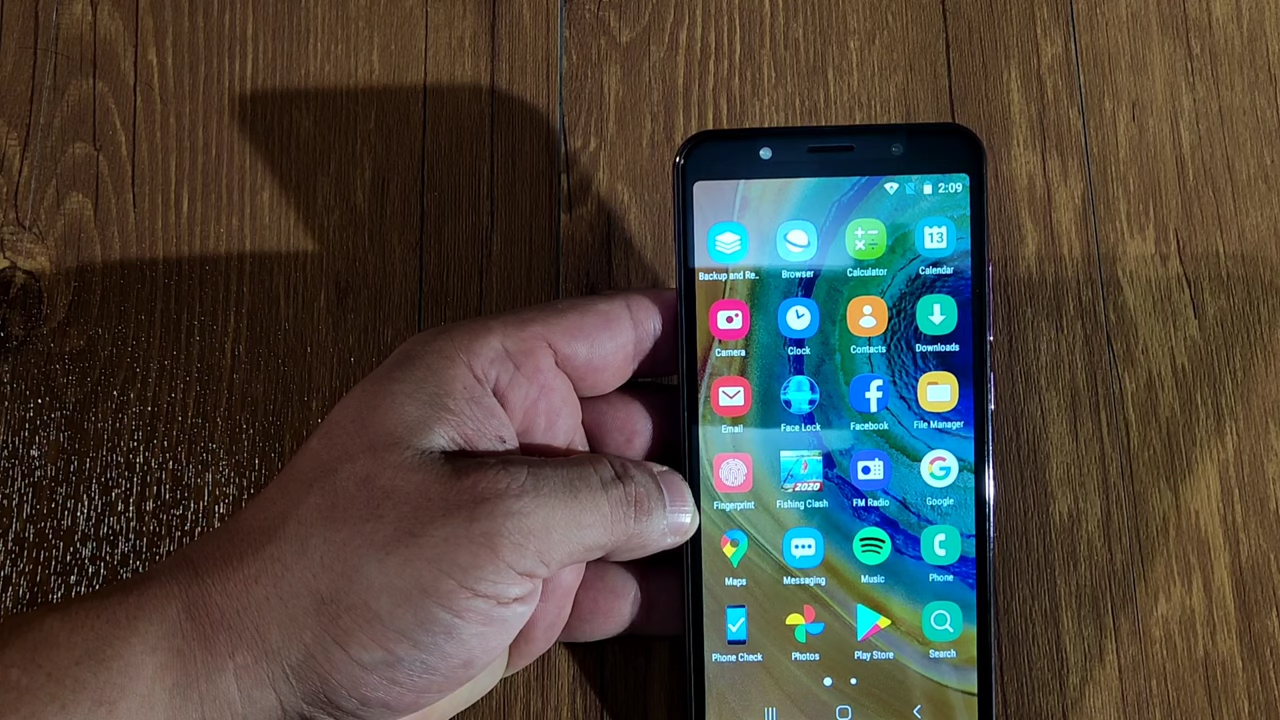 2:09
13
Backup and Re..
Browser
Calculator
Calendar
Camera
Clock
Contacts
Downloads
Email
Face Lock
Facebook
File Manager
2020
Fingerprint
Fishing Clash
FM Radio
Google
Maps
Messaging
Music
Phone
Phone Check
Photos
Play Store
Search